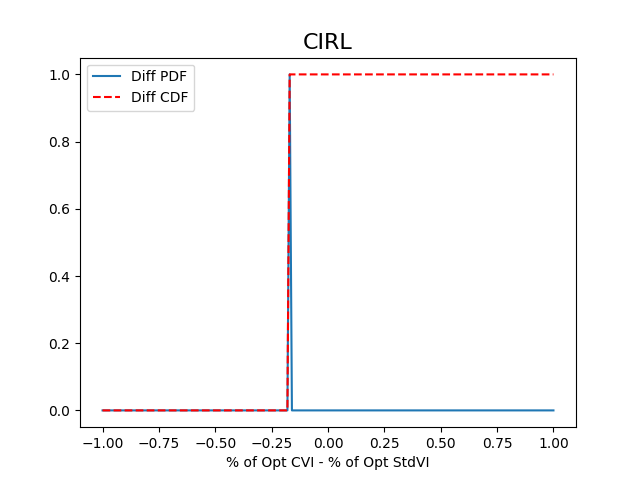 CIRL
Diff PDF
Diff CDF
1.0
0.8
0.6
0.4
0.2
0.0
−1.00 −0.75 −0.50 −0.25 0.00 0.25 0.50 0.75 1.00
% of Opt CVI - % of Opt StdVI